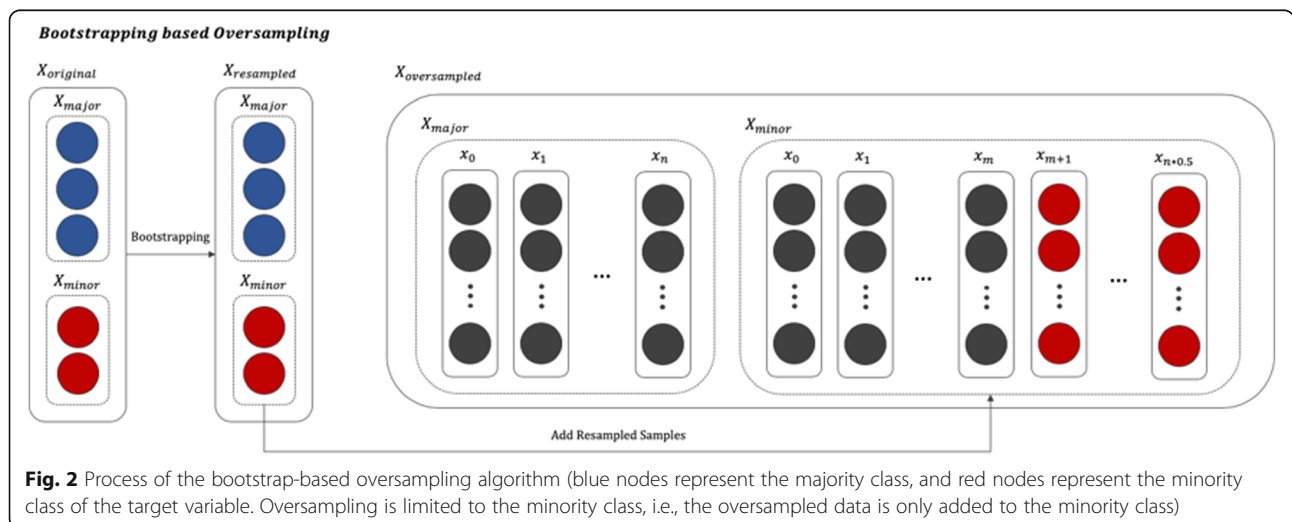 Bootstrapping based Oversampling
X_original
X_resampled
X_oversampled
X_major
X_major
X_major
X_minor
x_0
x_1
x_n
x_0
x_1
x_m
x_{m+1}
x_{n*0.5}
...
...
...
Bootstrapping
X_minor
X_minor
Add Resampled Samples
Fig. 2 Process of the bootstrap-based oversampling algorithm (blue nodes represent the majority class, and red nodes represent the minority
class of the target variable. Oversampling is limited to the minority class, i.e., the oversampled data is only added to the minority class)